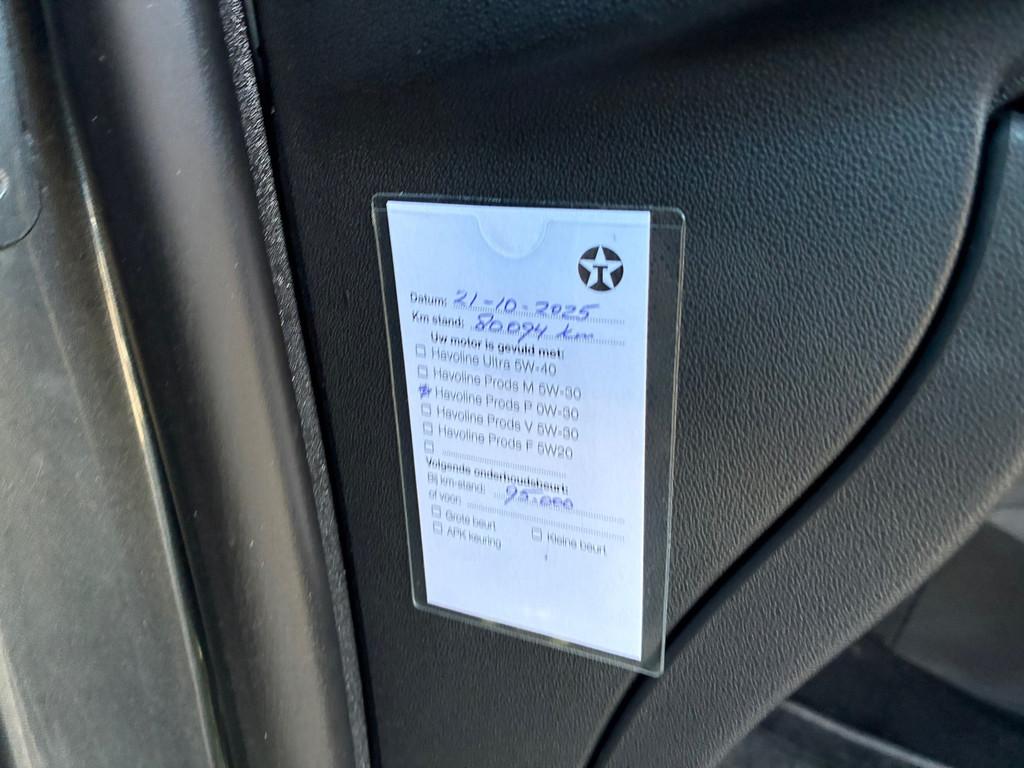 T
Datum: 21-10-2025
Km stand: 80094 km
Uw motor is gevuld met:
Havoline Ultra 5W-40
Havoline Prods M 5W-30
Havoline Prods P 0W-30
Havoline Prods V 5W-30
Havoline Prods F 5W20
Volgende onderhoudsbeurt:
Bij km-stand: 95.000
of voor:
Grote beurt Kleine beurt
APK keuring